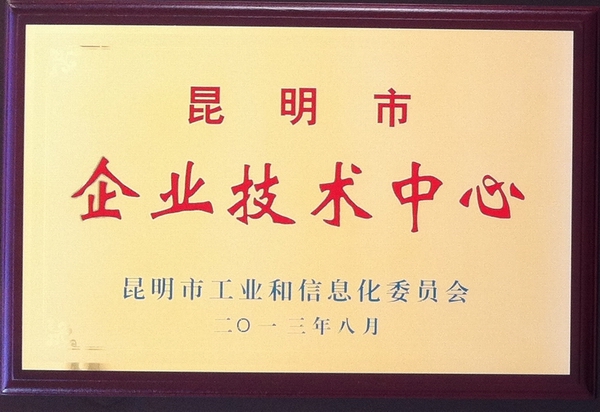 昆明市
企业技术中心
昆明市工业和信息化委员会
二〇一三年八月